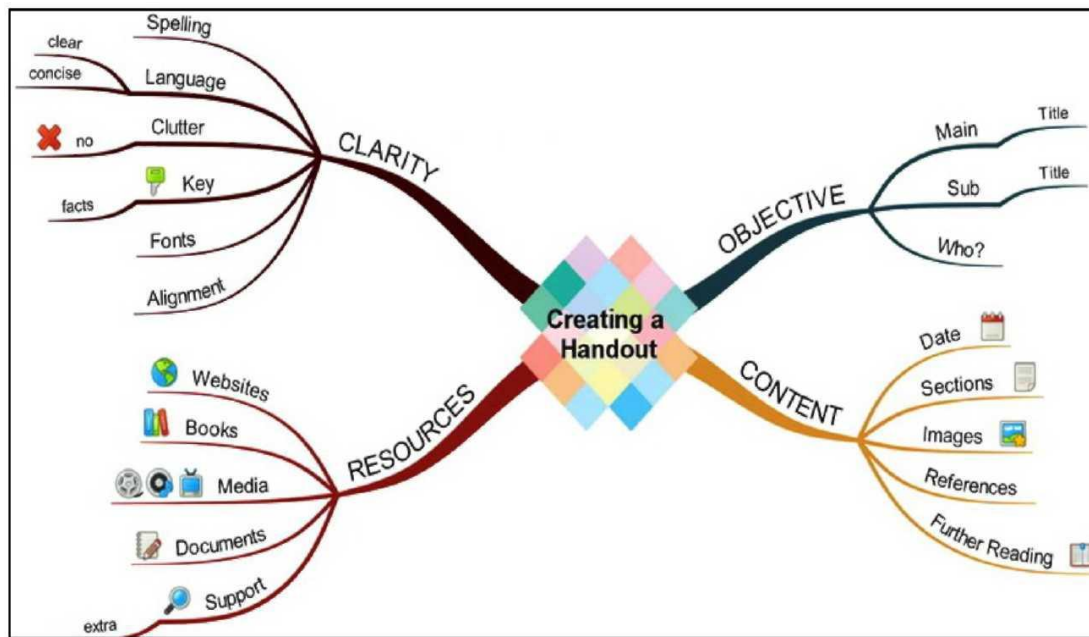 Creating a
Handout
CLARITY
Spelling
Language
clear
concise
Clutter
no
Key
facts
Fonts
Alignment
OBJECTIVE
Main
Title
Sub
Title
Who?
CONTENT
Date
Sections
Images
References
Further Reading
RESOURCES
Websites
Books
Media
Documents
Support
extra